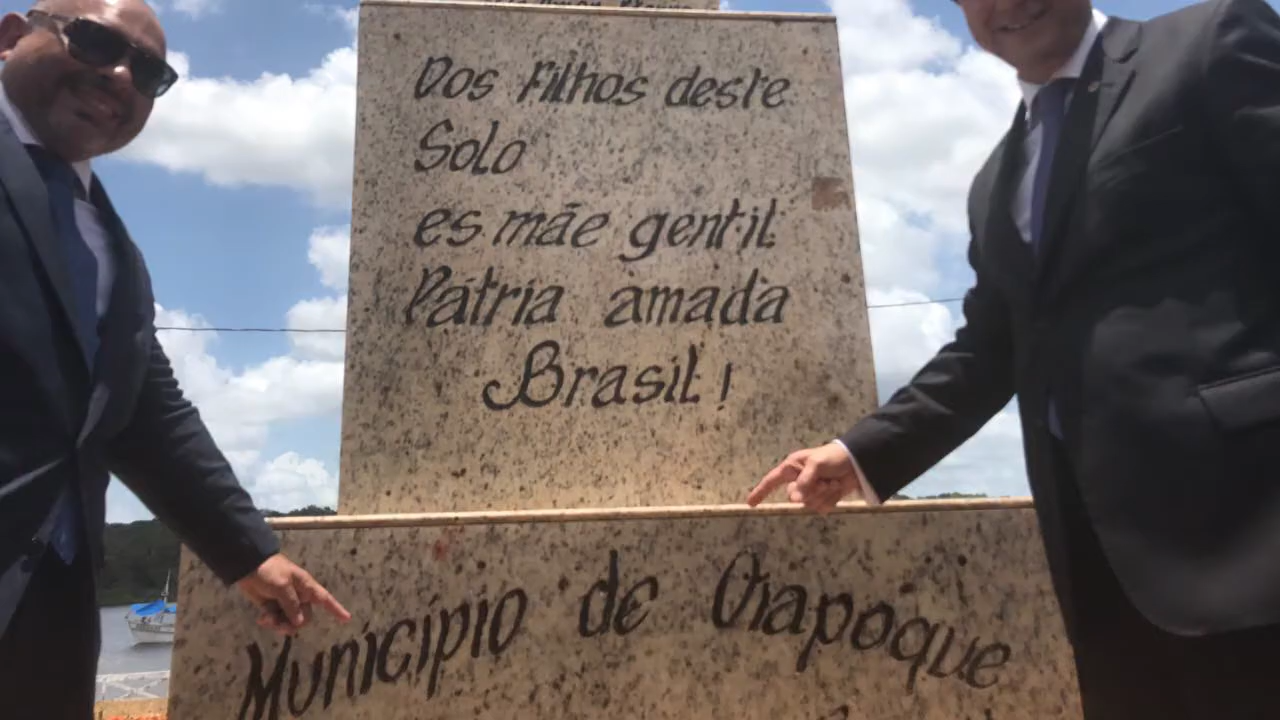 Dos Filhos deste
Solo
es mãe gentil
Pátria amada
Brasil!
Município de Oiapoque